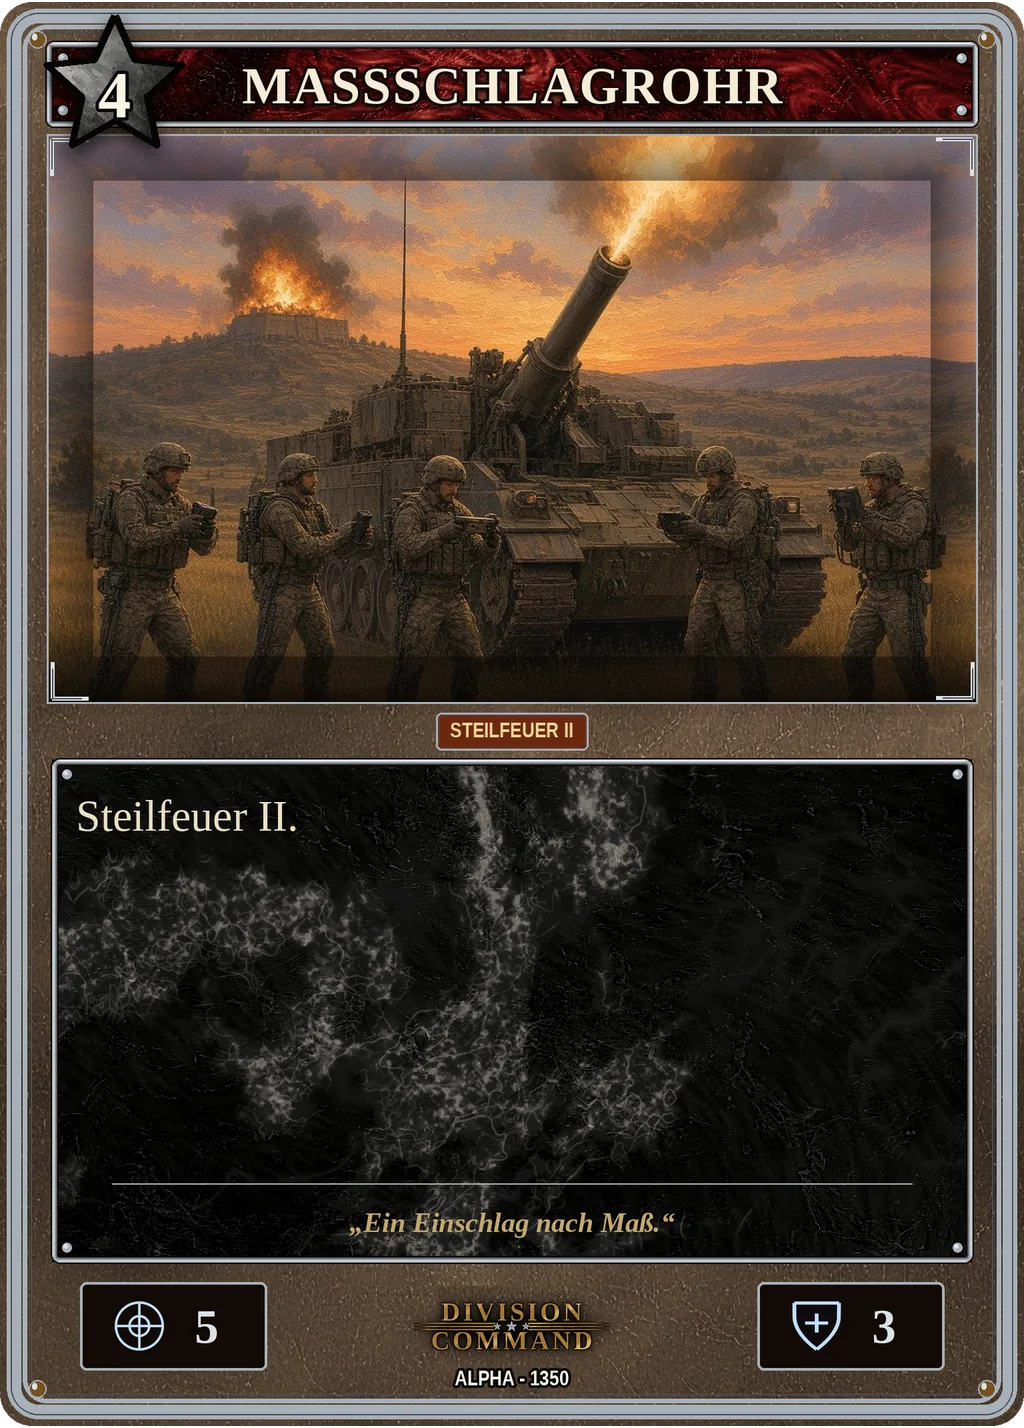 4
MASSSCHLAGROHR
STEILFEUER II
Steilfeuer II.
„Ein Einschlag nach Maß.“
5
DIVISION
COMMAND
3
ALPHA - 1350